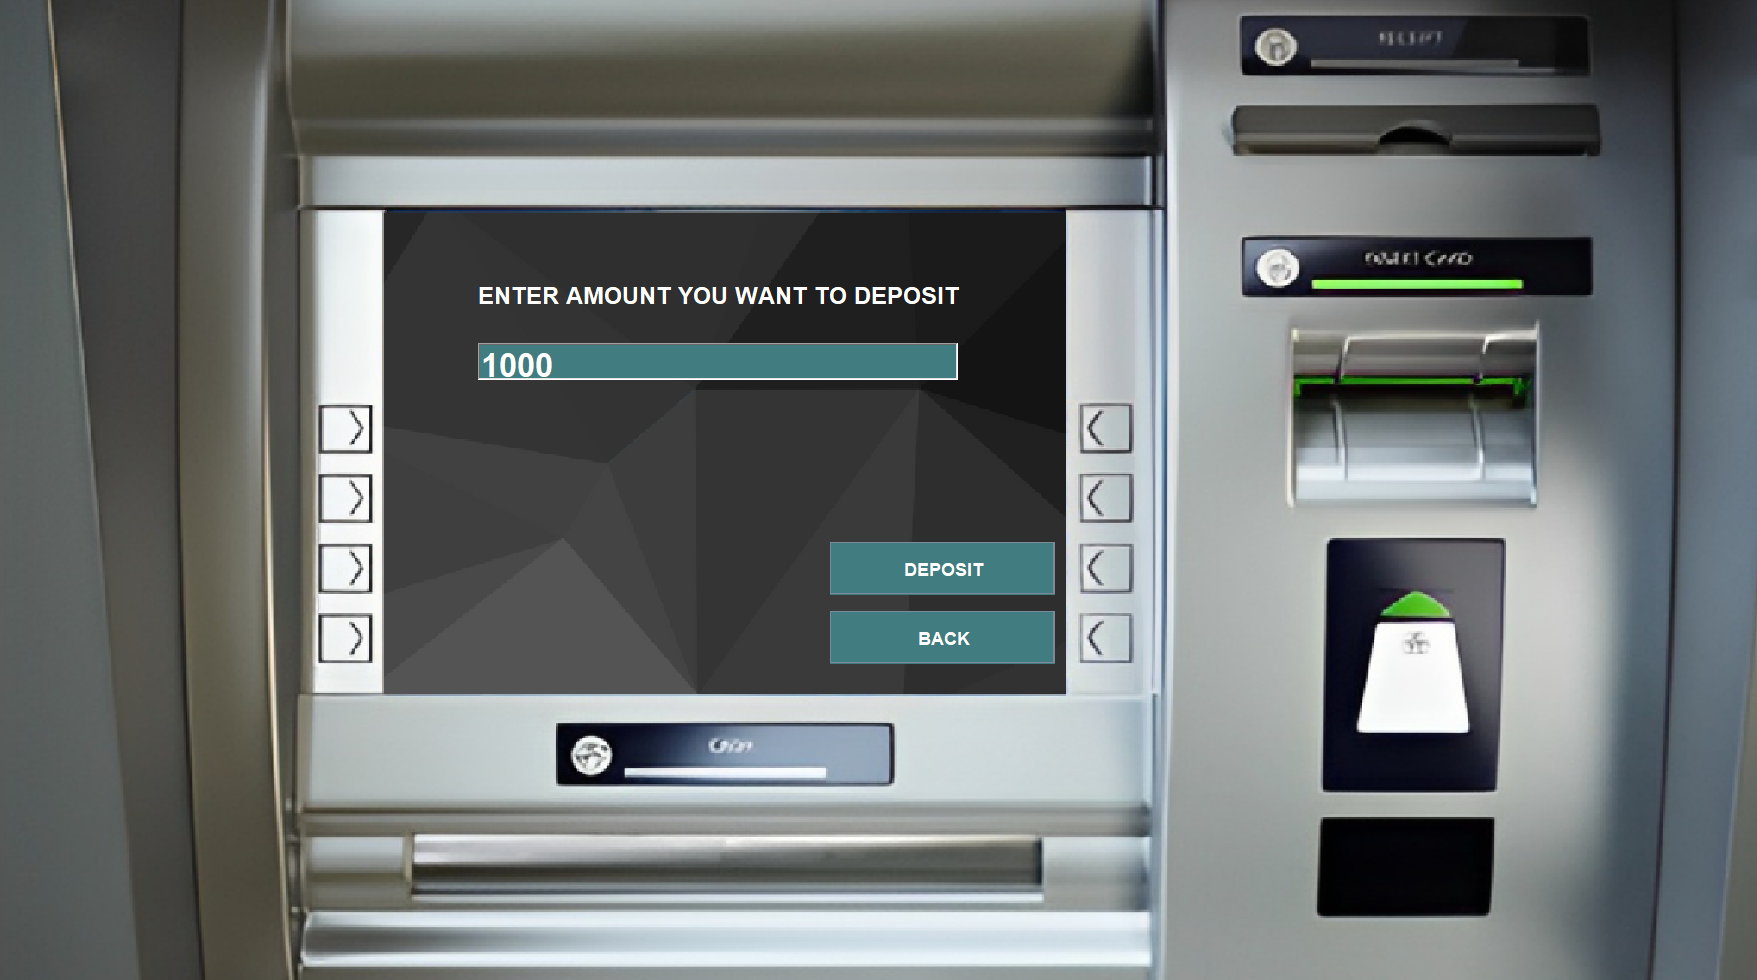 ENTER AMOUNT YOU WANT TO DEPOSIT
1000
DEPOSIT
BACK